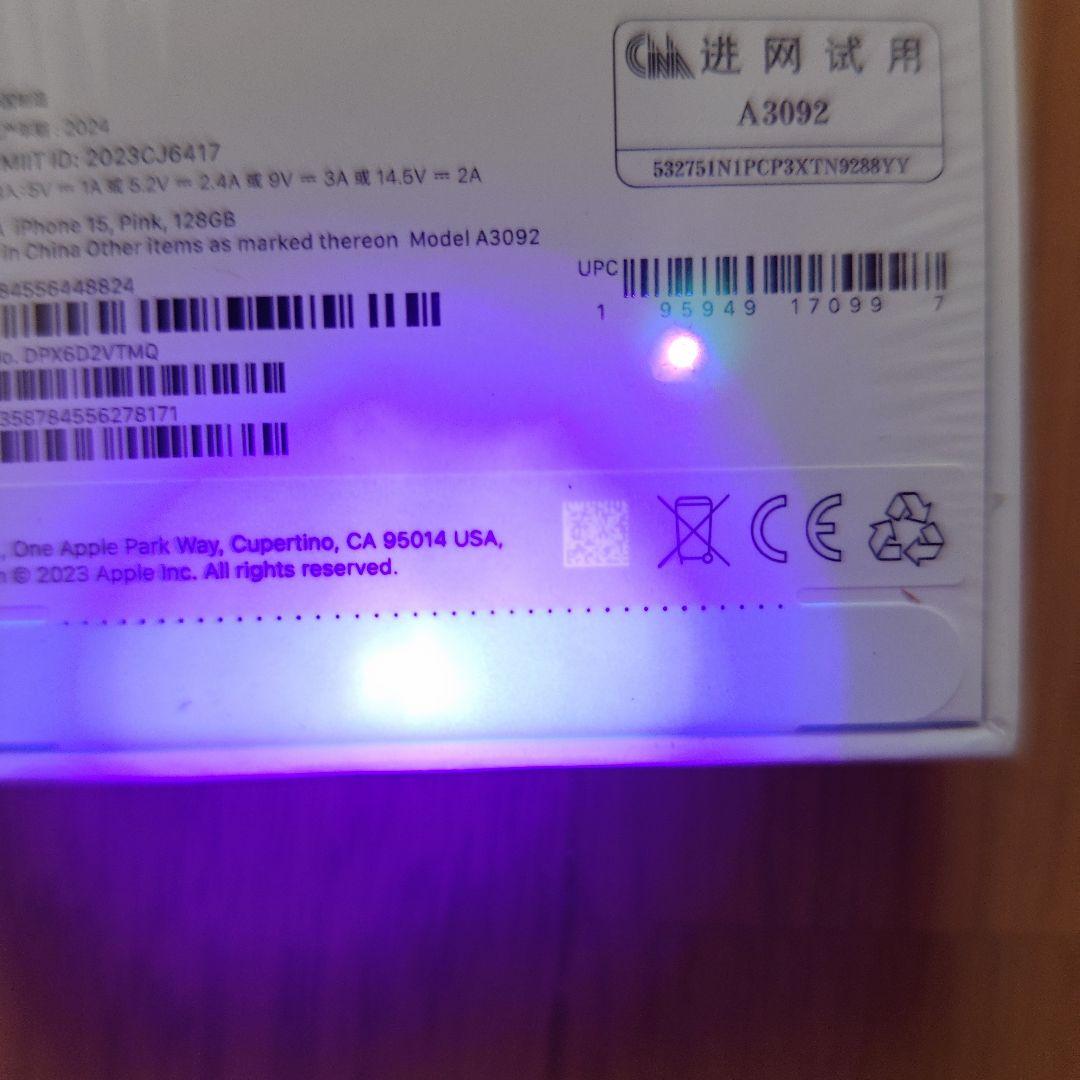 CNA 进网试用
A3092
532751N1PCP3XTN9288YY
: 2024
MIIT ID: 2023CJ6417
: 5V ⎓ 1A 或 5.2V ⎓ 2.4A 或 9V ⎓ 3A 或 14.5V ⎓ 2A
iPhone 15, Pink, 128GB
in China Other items as marked thereon Model A3092
UPC
1 95949 17099 7
84556448824
o. DPX6D2VTMQ
358784556278171
, One Apple Park Way, Cupertino, CA 95014 USA,
© 2023 Apple Inc. All rights reserved.
CE